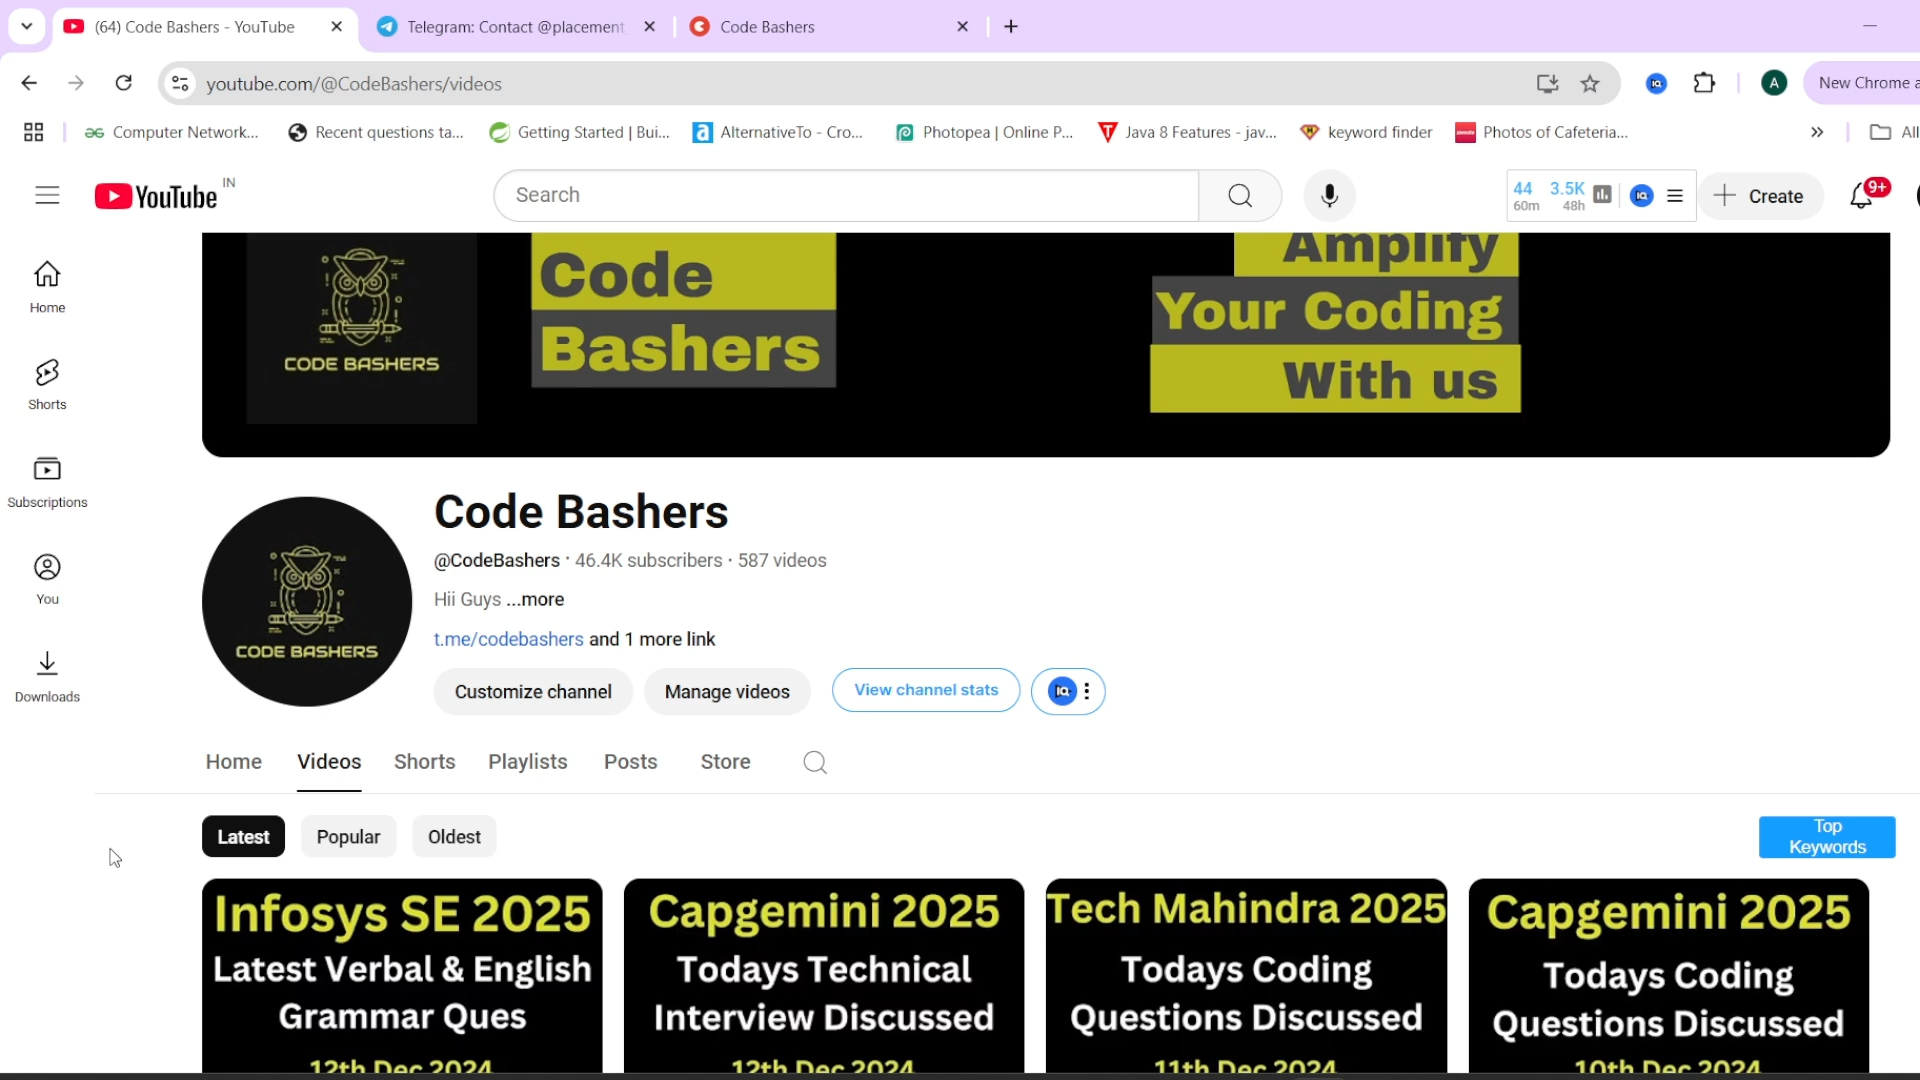 (64) Code Bashers - YouTube
Telegram: Contact @placement
Code Bashers
youtube.com/@CodeBashers/videos
A
New Chrome a
Computer Network...
Recent questions ta...
Getting Started | Bui...
AlternativeTo - Cro...
Photopea | Online P...
Java 8 Features - jav...
keyword finder
Photos of Cafeteria...
All
YouTube IN
Search
44 60m
3.5K 48h
Create
9+
Home
Shorts
Subscriptions
You
Downloads
CODE BASHERS
Code
Bashers
Amplify
Your Coding
With us
CODE BASHERS
Code Bashers
@CodeBashers · 46.4K subscribers · 587 videos
Hii Guys ...more
t.me/codebashers and 1 more link
Customize channel
Manage videos
View channel stats
Home
Videos
Shorts
Playlists
Posts
Store
Latest
Popular
Oldest
Top
Keywords
Infosys SE 2025
Latest Verbal & English
Grammar Ques
12th Dec 2024
Capgemini 2025
Todays Technical
Interview Discussed
12th Dec 2024
Tech Mahindra 2025
Todays Coding
Questions Discussed
11th Dec 2024
Capgemini 2025
Todays Coding
Questions Discussed
10th Dec 2024